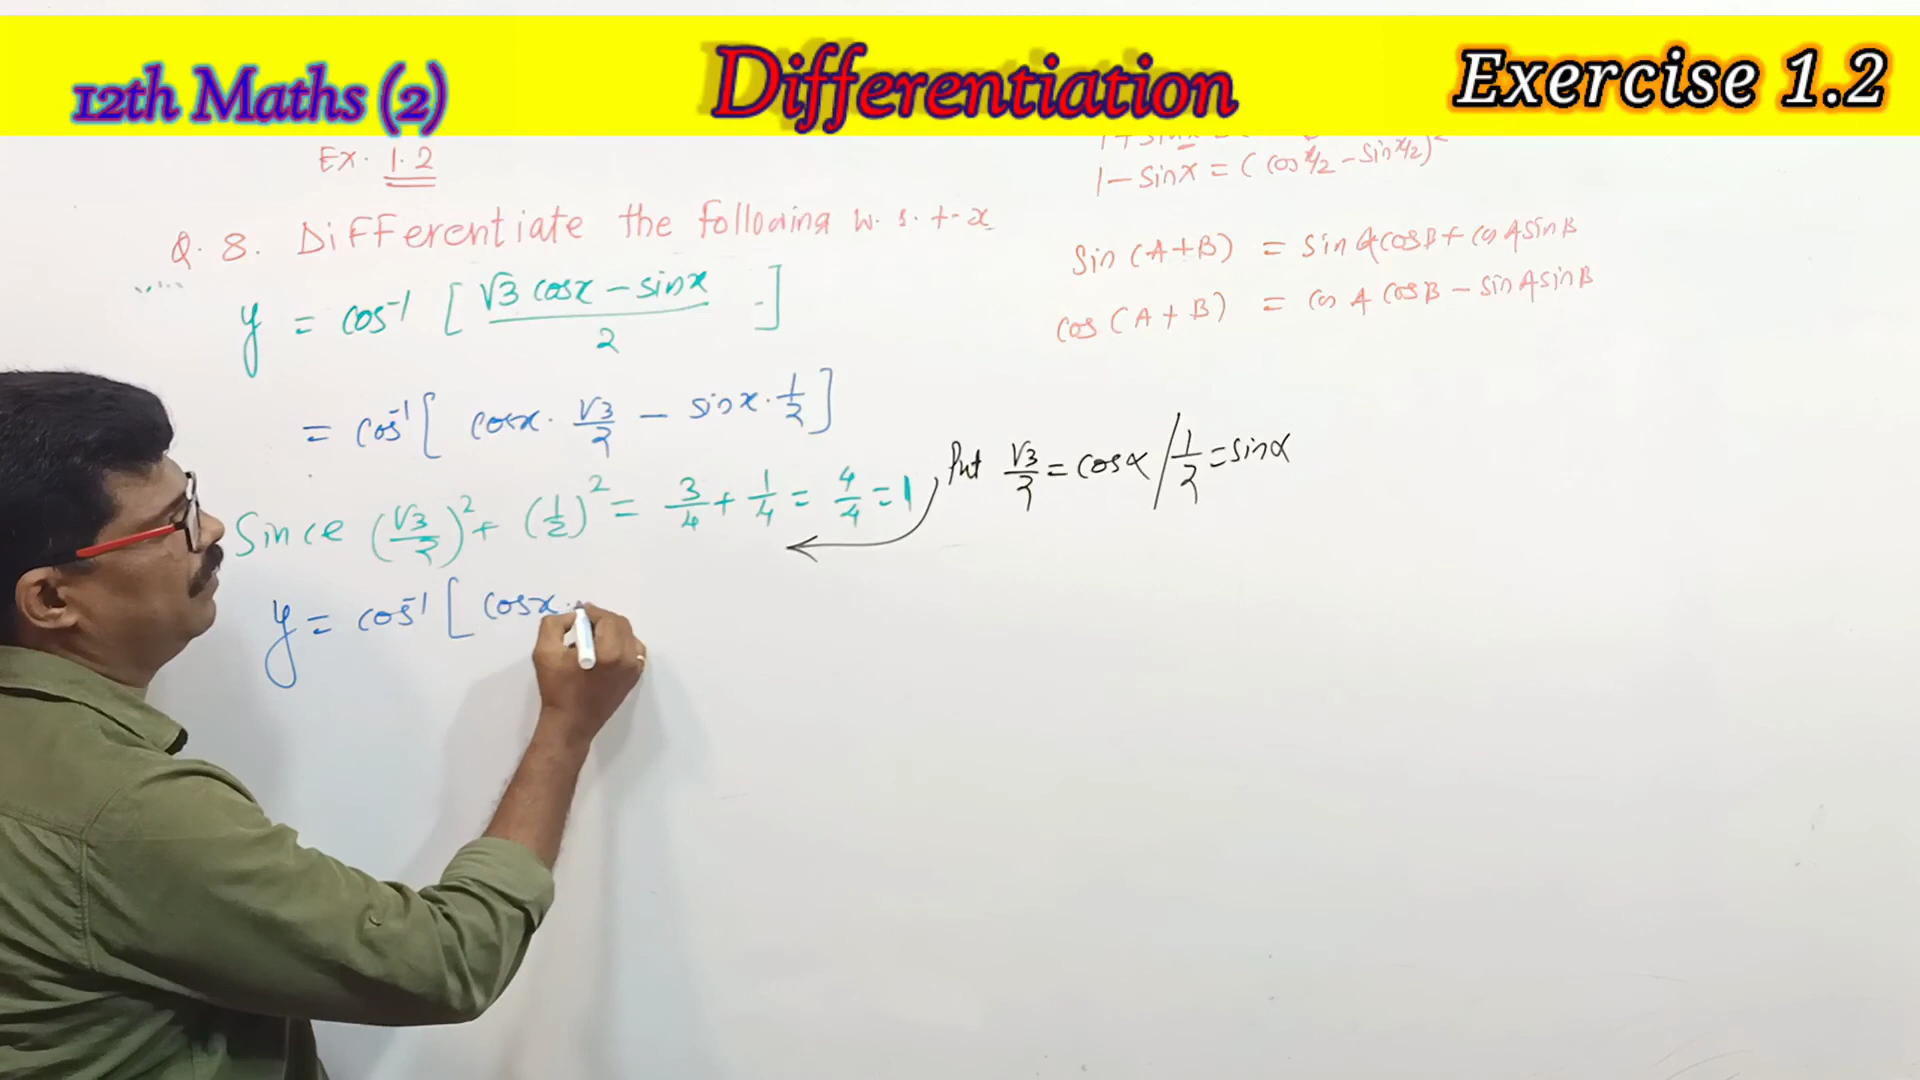 12th Maths (2)
Differentiation
Exercise 1.2
Ex. 1.2
1 - sinx = (cos x/2 - sin x/2)²
Q. 8. Differentiate the following w. r. t. x
sin (A+B) = sin A cosB + cos A sinB
cos (A + B) = cos A cosB - sin A sinB
y = cos⁻¹ [ (√3 cosx - sinx)/2 ]
= cos⁻¹ [ cosx · √3/2 - sinx · 1/2 ]
Put √3/2 = cosα / 1/2 = sinα
Since (√3/2)² + (1/2)² = 3/4 + 1/4 = 4/4 = 1
y = cos⁻¹ [ cosx ·